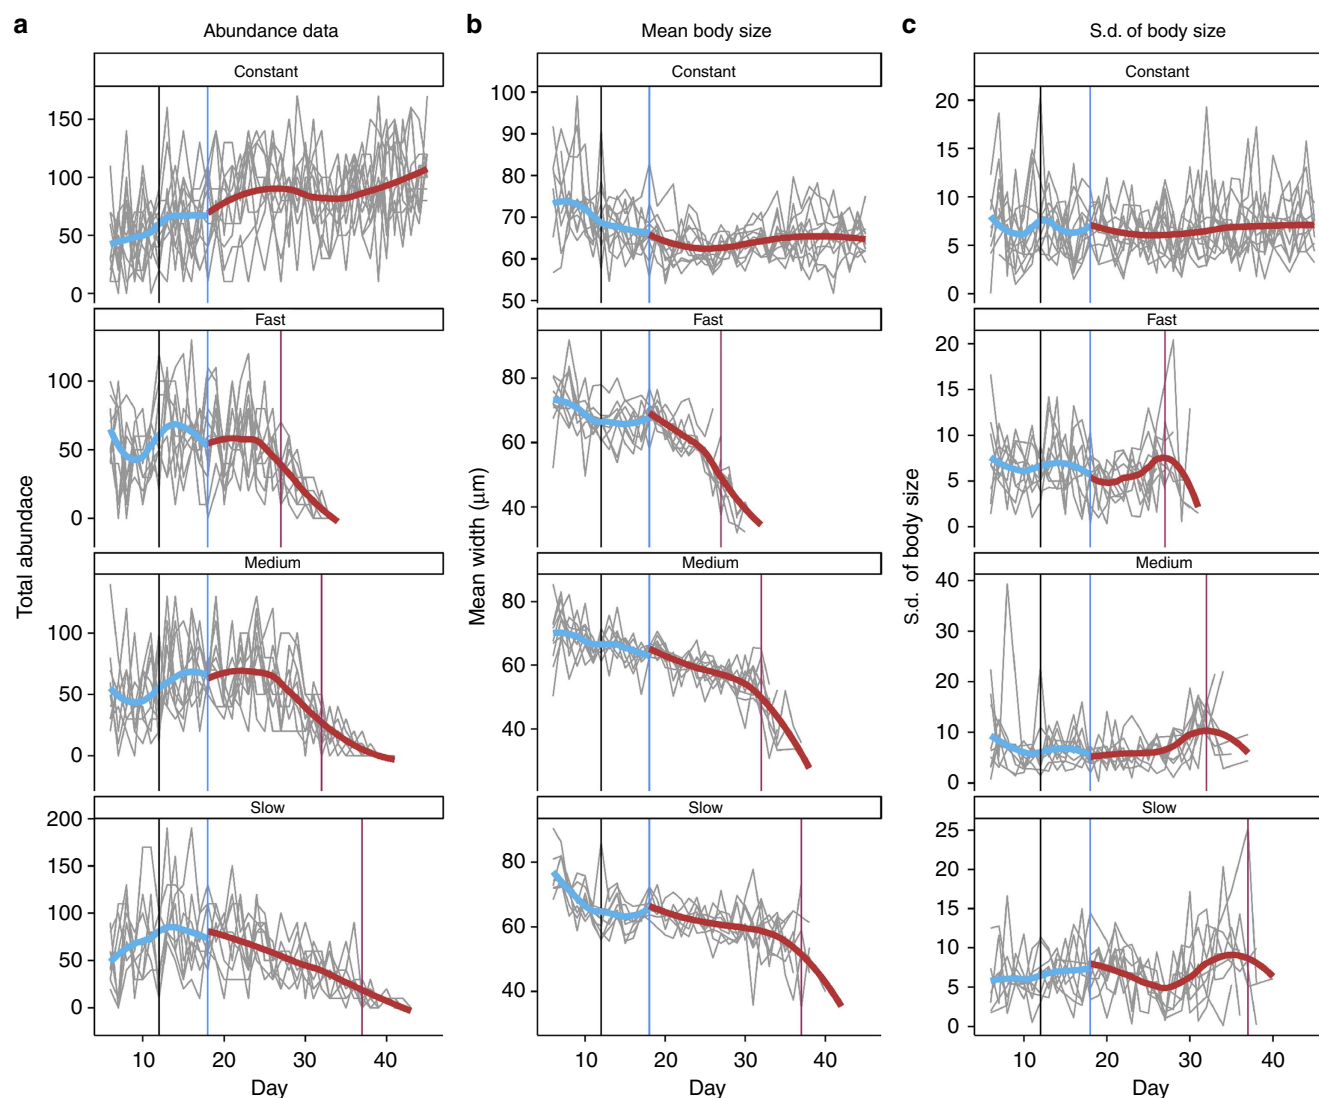 a
Abundance data
b
Mean body size
c
S.d. of body size
Constant
Constant
Constant
150
100
50
0
100
90
80
70
60
50
20
15
10
5
0
Fast
Fast
Fast
100
50
0
80
60
40
20
15
10
5
0
Medium
Medium
Medium
100
50
0
80
60
40
40
30
20
10
0
Slow
Slow
Slow
200
150
100
50
0
80
60
40
25
20
15
10
5
0
Total abundace
Mean width (μm)
S.d. of body size
10 20 30 40
10 20 30 40
10 20 30 40
Day
Day
Day